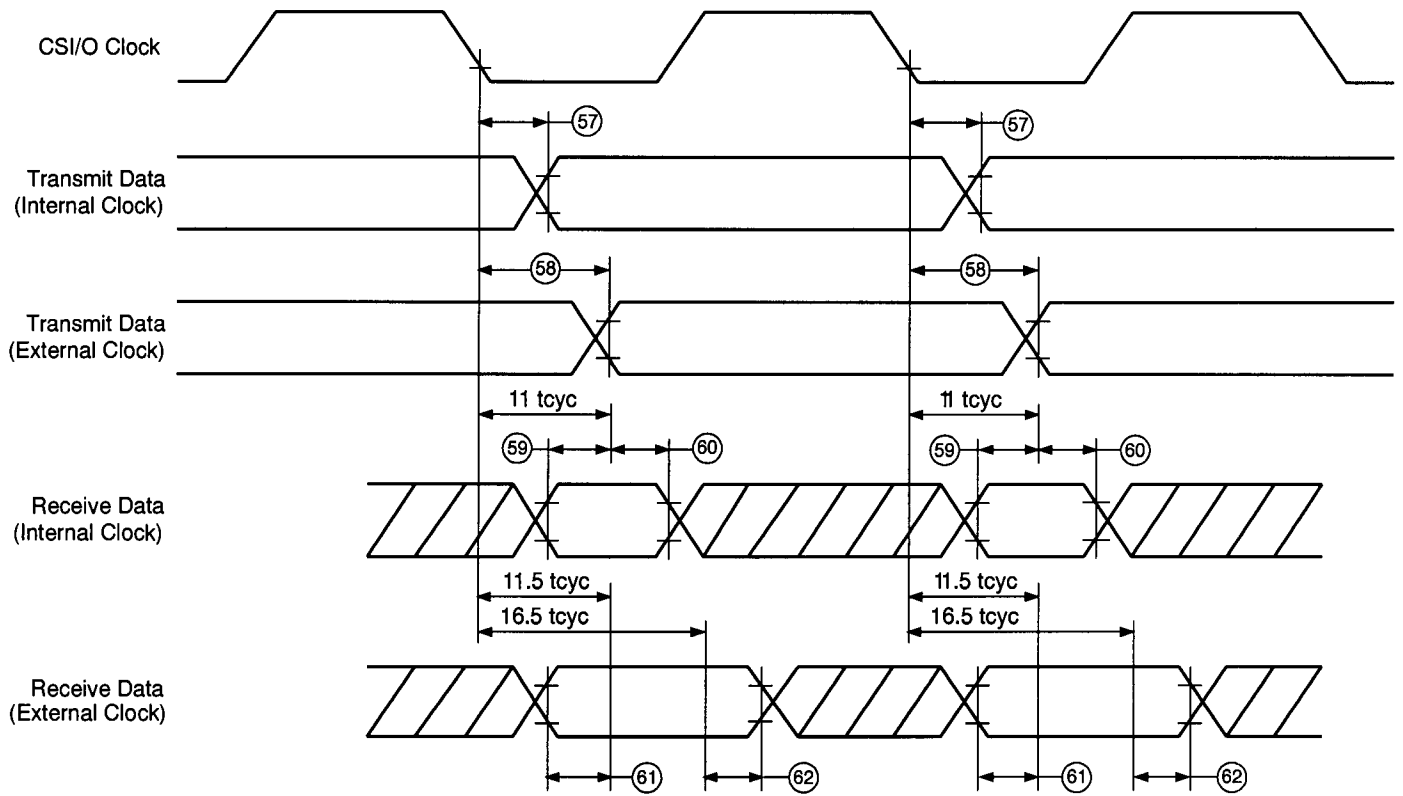 CSI/O Clock
57
57
Transmit Data
(Internal Clock)
58
58
Transmit Data
(External Clock)
11 tcyc
11 tcyc
59
60
59
60
Receive Data
(Internal Clock)
11.5 tcyc
11.5 tcyc
16.5 tcyc
16.5 tcyc
Receive Data
(External Clock)
61
62
61
62